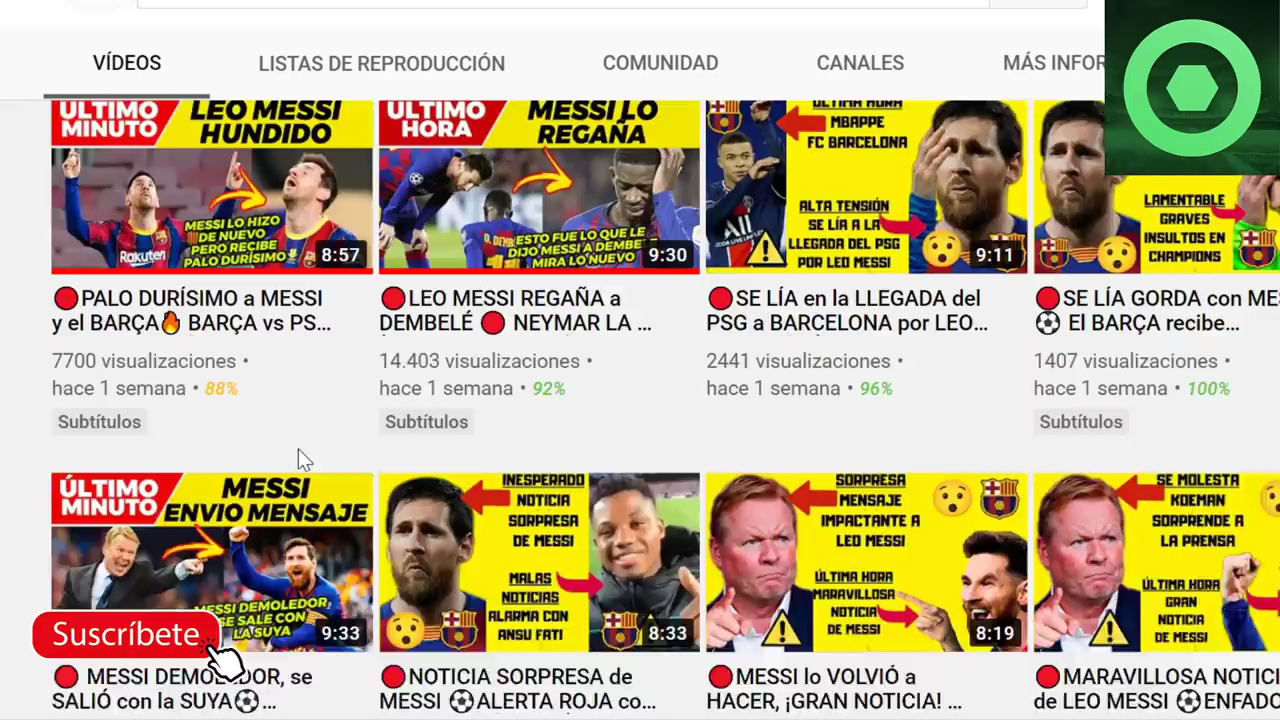 VÍDEOS
LISTAS DE REPRODUCCIÓN
COMUNIDAD
CANALES
MÁS INFOR
ÚLTIMO
MINUTO
LEO MESSI
HUNDIDO
MESSI LO HIZO
DE NUEVO
PERO RECIBE
PALO DURÍSIMO
Rakuten
8:57
🔴PALO DURÍSIMO a MESSI
y el BARÇA🔥 BARÇA vs PS...
7700 visualizaciones •
hace 1 semana • 88%
Subtítulos
ÚLTIMO
HORA
MESSI LO
REGAÑA
ESTO FUE LO QUE LE
DIJO MESSI A DEMBE
MIRA LO NUEVO
9:30
🔴LEO MESSI REGAÑA a
DEMBELÉ 🔴 NEYMAR LA ...
14.403 visualizaciones •
hace 1 semana • 92%
Subtítulos
ÚLTIMA HORA
MBAPPE
FC BARCELONA
ALTA TENSIÓN
SE LÍA A LA
LLEGADA DEL PSG
POR LEO MESSI
9:11
🔴SE LÍA en la LLEGADA del
PSG a BARCELONA por LEO...
2441 visualizaciones •
hace 1 semana • 96%
LAMENTABLE
GRAVES
INSULTOS EN
CHAMPIONS
🔴SE LÍA GORDA con ME
⚽ El BARÇA recibe...
1407 visualizaciones •
hace 1 semana • 100%
Subtítulos
ÚLTIMO
MINUTO
MESSI
ENVIO MENSAJE
MESSI DEMOLEDOR,
SE SALE CON
LA SUYA
9:33
Suscríbete
🔴 MESSI DEMO DOR, se
SALIÓ con la SUYA⚽...
INESPERADO
NOTICIA
SORPRESA
DE MESSI
MALAS
NOTICIAS
ALARMA CON
ANSU FATI
8:33
🔴NOTICIA SORPRESA de
MESSI ⚽ALERTA ROJA co...
SORPRESA
MENSAJE
IMPACTANTE A
LEO MESSI
ÚLTIMA HORA
MARAVILLOSA
NOTICIA
DE MESSI
8:19
🔴MESSI lo VOLVIÓ a
HACER, ¡GRAN NOTICIA! ...
SE MOLESTA
KOEMAN
SORPRENDE A
LA PRENSA
ÚLTIMA HORA
GRAN
NOTICIA
DE MESSI
🔴MARAVILLOSA NOTICI
de LEO MESSI ⚽ENFADO